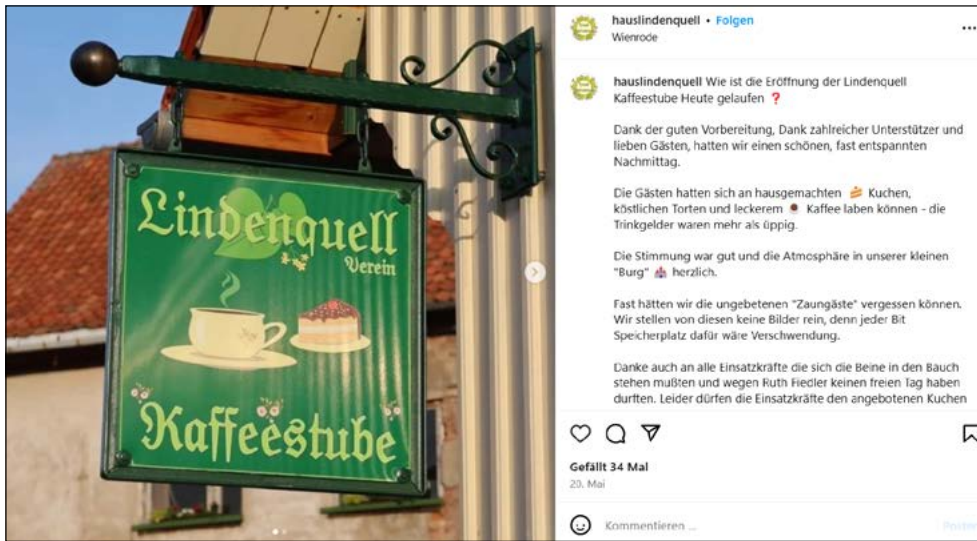 Lindenquell
Verein
Kaffeestube
hauslindenquell • Folgen
Wienrode
hauslindenquell Wie ist die Eröffnung der Lindenquell
Kaffeestube Heute gelaufen ❓
Dank der guten Vorbereitung, Dank zahlreicher Unterstützer und
lieben Gästen, hatten wir einen schönen, fast entspannten
Nachmittag.
Die Gästen hatten sich an hausgemachten 🍰 Kuchen,
köstlichen Torten und leckerem ☕ Kaffee laben können - die
Trinkgelder waren mehr als üppig.
Die Stimmung war gut und die Atmosphäre in unserer kleinen
"Burg" 🏰 herzlich.
Fast hätten wir die ungebetenen "Zaungäste" vergessen können.
Wir stellen von diesen keine Bilder rein, denn jeder Bit
Speicherplatz dafür wäre Verschwendung.
Danke auch an alle Einsatzkräfte die sich die Beine in den Bauch
stehen mußten und wegen Ruth Fiedler keinen freien Tag haben
durften. Leider dürfen die Einsatzkräfte den angebotenen Kuchen
Gefällt 34 Mal
20. Mai
Kommentieren ...
Posten